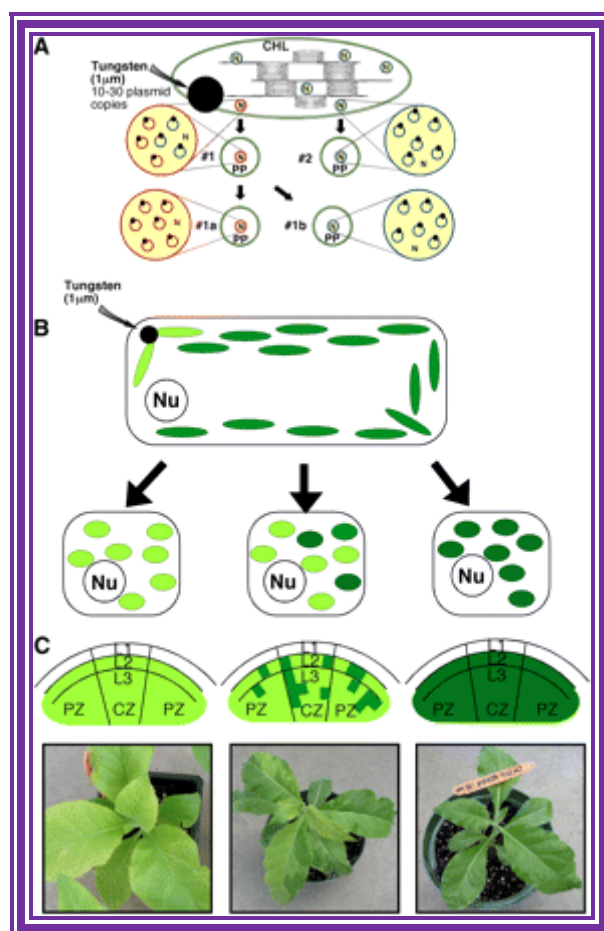 A
CHL
Tungsten
(1μm)
10-30 plasmid
copies
N
N
N
N
N
N
N
N
#1
N
PP
#2
N
PP
N
N
#1a
N
PP
#1b
N
PP
N
Tungsten
(1μm)
B
Nu
Nu
Nu
Nu
C
L1
L2
L3
PZ
CZ
PZ
L1
L2
L3
PZ
CZ
PZ
L1
L2
L3
PZ
CZ
PZ